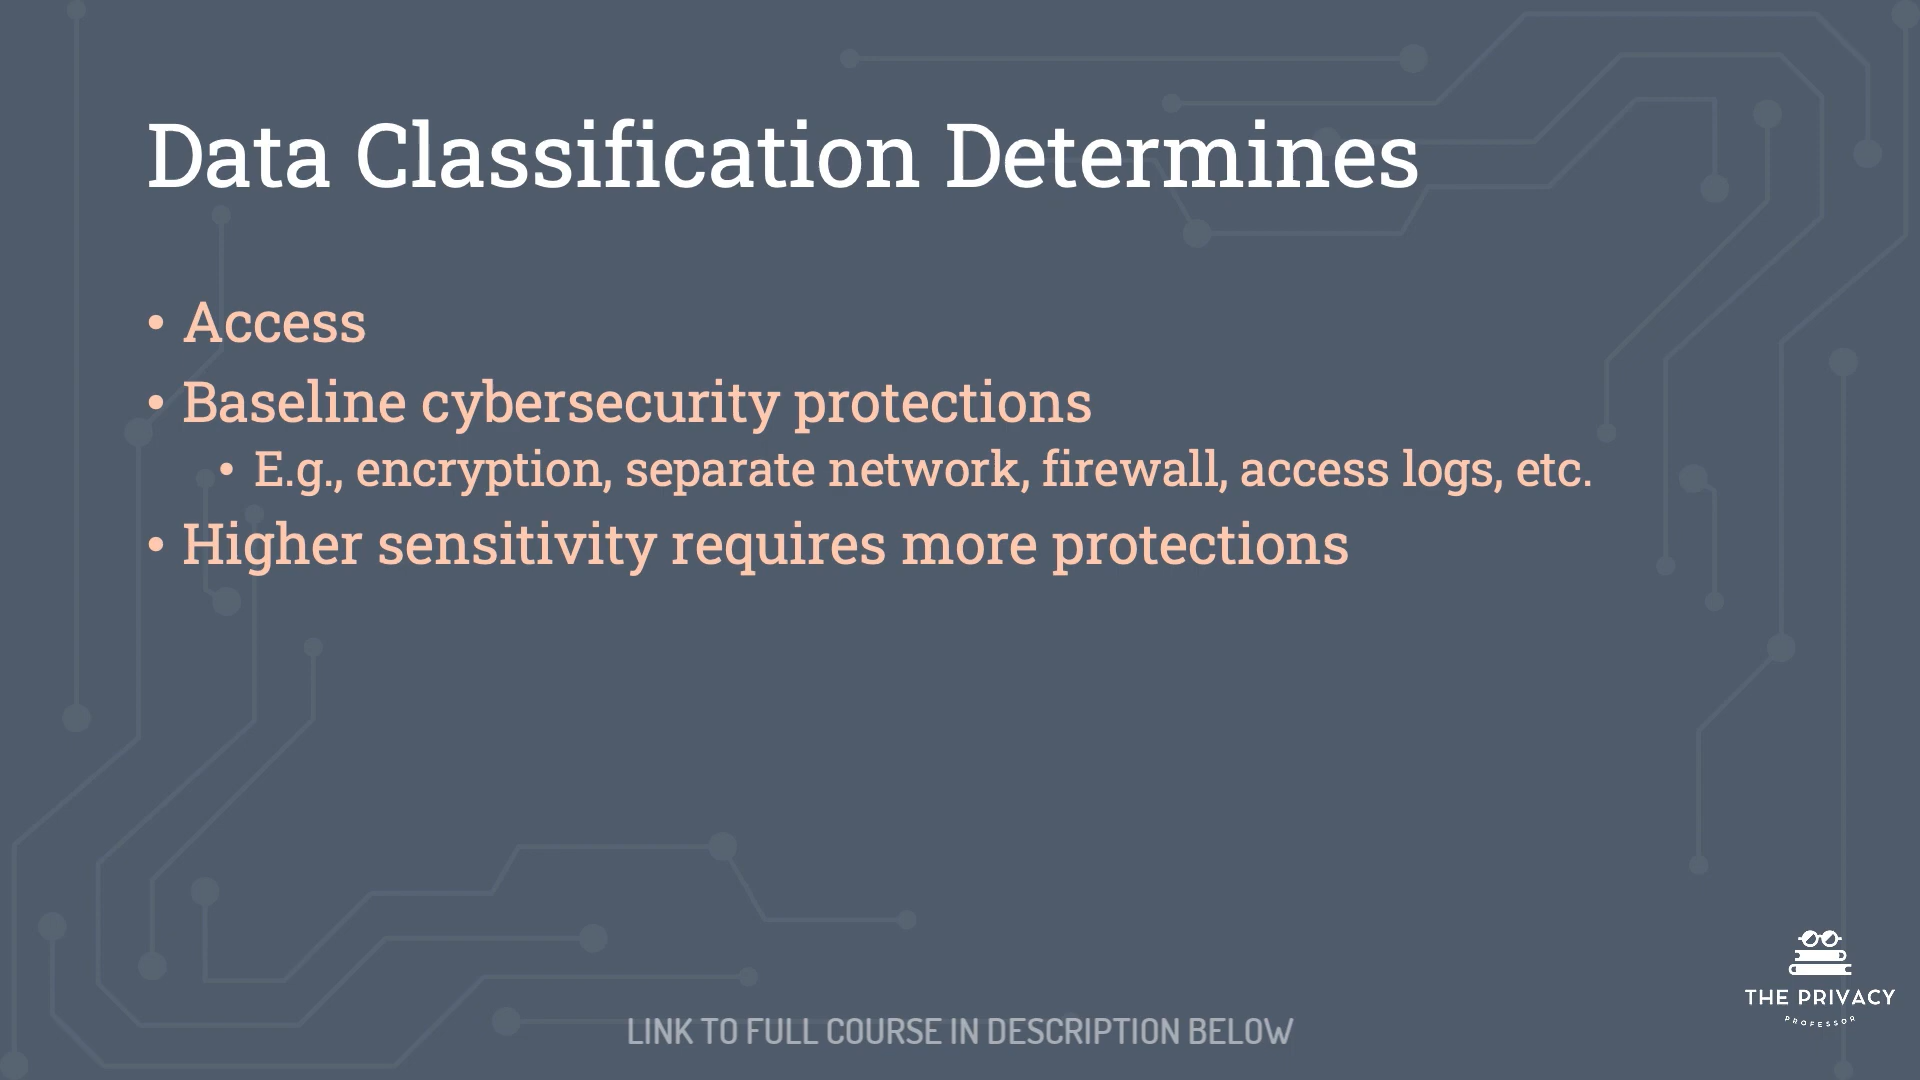 Data Classification Determines
• Access
• Baseline cybersecurity protections
• E.g., encryption, separate network, firewall, access logs, etc.
• Higher sensitivity requires more protections
THE PRIVACY
PROFESSOR
LINK TO FULL COURSE IN DESCRIPTION BELOW